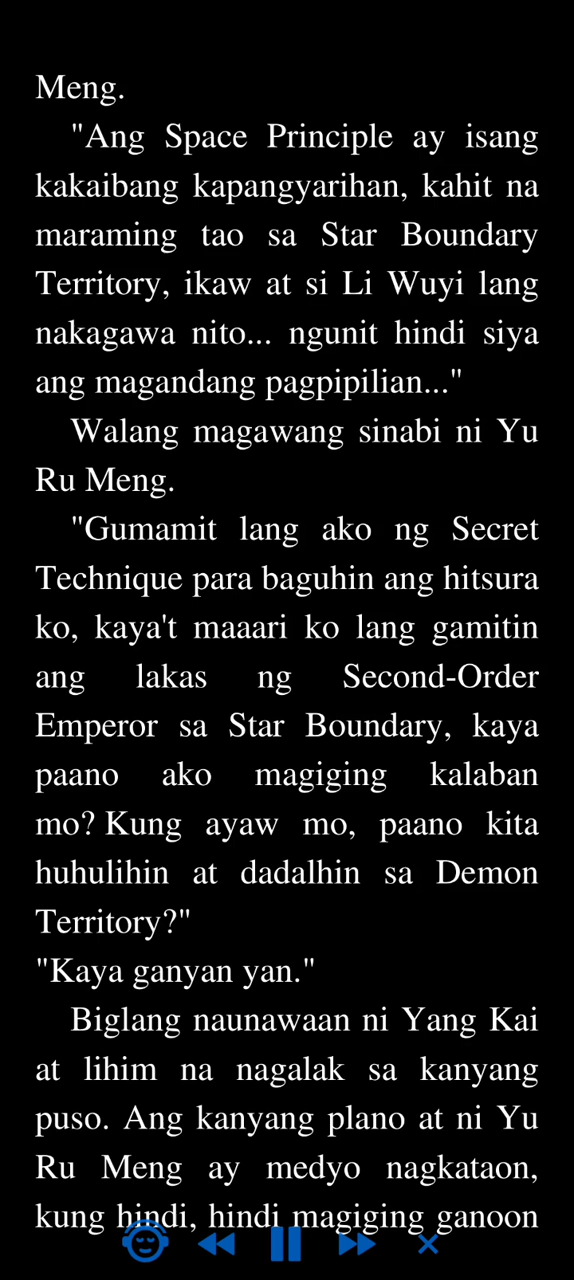 Meng.
"Ang Space Principle ay isang
kakaibang kapangyarihan, kahit na
maraming tao sa Star Boundary
Territory, ikaw at si Li Wuyi lang
nakagawa nito... ngunit hindi siya
ang magandang pagpipilian..."
Walang magawang sinabi ni Yu
Ru Meng.
"Gumamit lang ako ng Secret
Technique para baguhin ang hitsura
ko, kaya't maaari ko lang gamitin
ang lakas ng Second-Order
Emperor sa Star Boundary, kaya
paano ako magiging kalaban
mo? Kung ayaw mo, paano kita
huhulihin at dadalhin sa Demon
Territory?"
"Kaya ganyan yan."
Biglang naunawaan ni Yang Kai
at lihim na nagalak sa kanyang
puso. Ang kanyang plano at ni Yu
Ru Meng ay medyo nagkataon,
kung hindi, hindi magiging ganoon